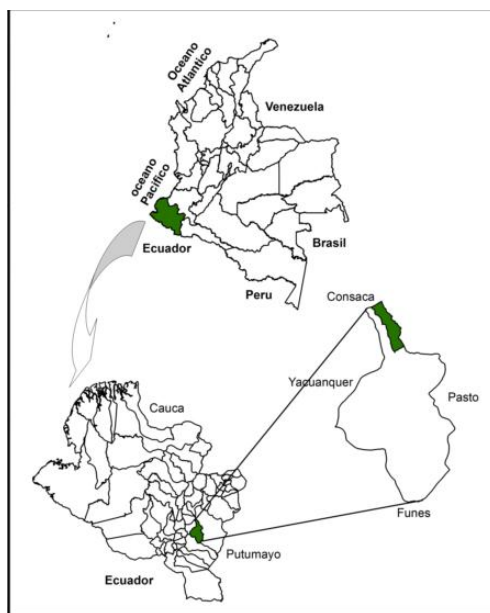 Oceano
Atlantico
Venezuela
oceano
Pacifico
Ecuador
Brasil
Peru
Consaca
Yacuanquer
Pasto
Cauca
Funes
Putumayo
Ecuador